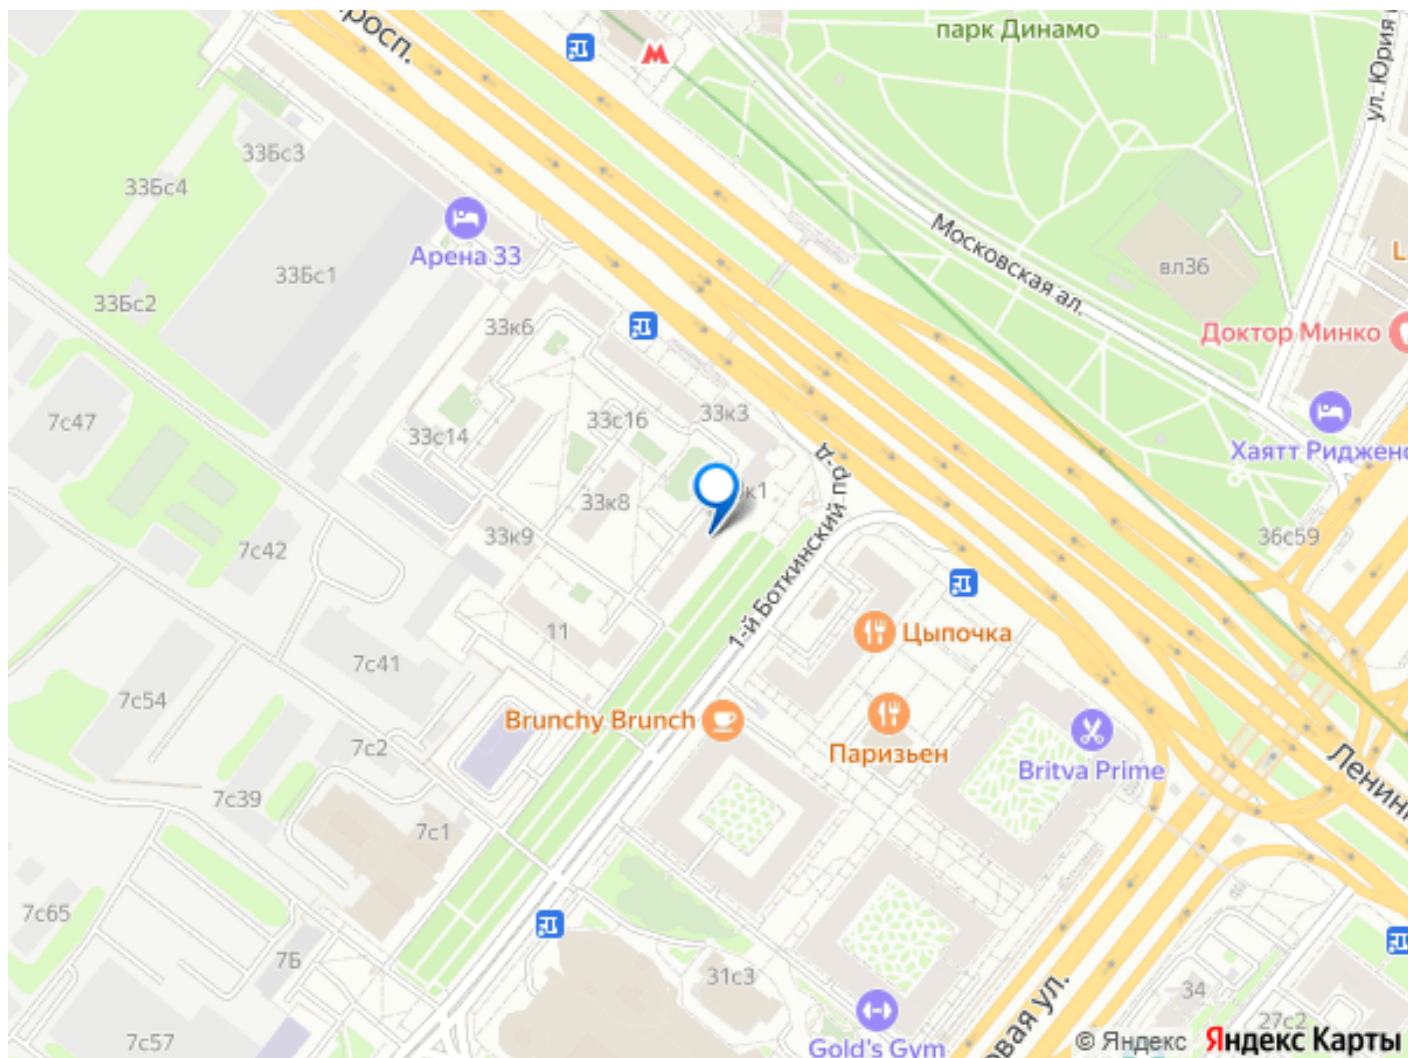 просп.
парк Динамо
ул. Юрия
33Бс3
33Бс4
Арена 33
33Бс1
33Бс2
Московская ал.
вл36
Доктор Минко
33к6
33с16
33к3
33с14
7с47
Хаятт Ридженс
33к8
к1
33к9
7с42
36с59
1-й Боткинский пр-д
11
Цыпочка
7с41
7с54
Brunchy Brunch
7с2
Паризьен
Britva Prime
Ленинг
7с39
7с1
7с65
7Б
31с3
34
27с2
7с57
Gold's Gym
овая ул.
© Яндекс Яндекс Карты